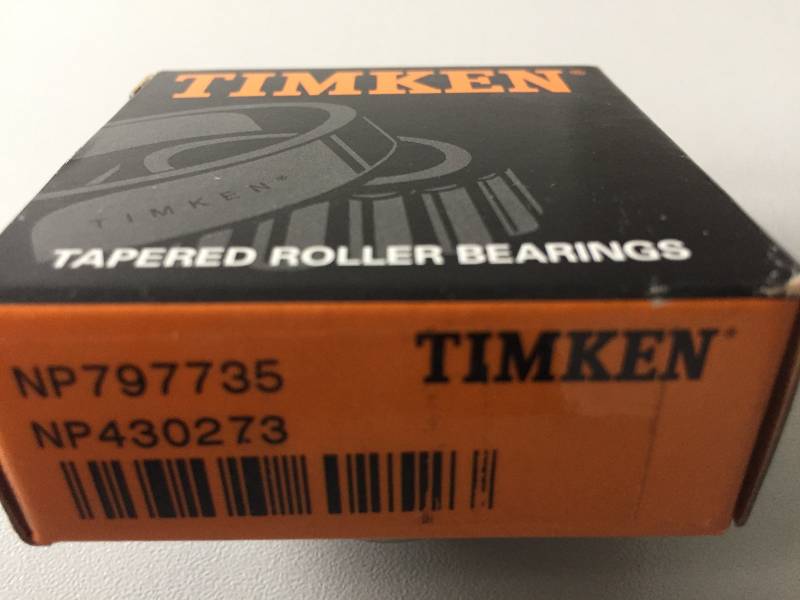 TIMKEN®
TIMKEN®
TAPERED ROLLER BEARINGS
TIMKEN®
NP797735
NP430273